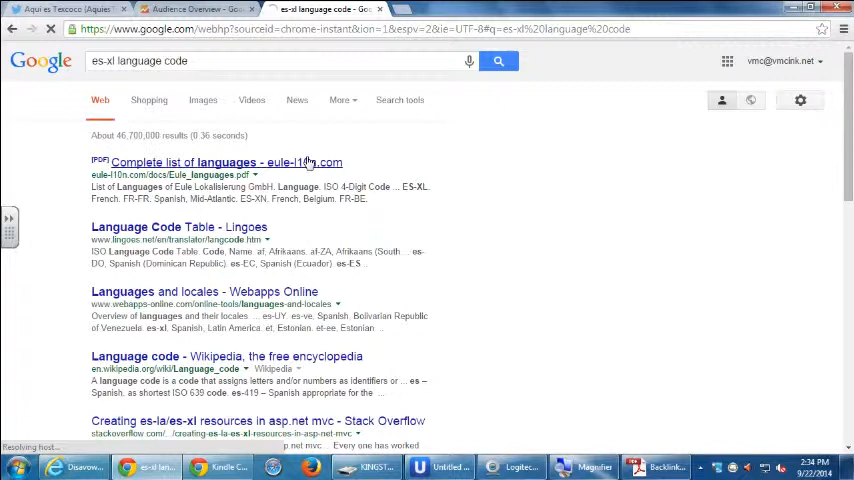 Aqui es Texcoco (Aquiestex
Audience Overview - Goog
es-xl language code - Goo
https://www.google.com/webhp?sourceid=chrome-instant&ion=1&espv=2&ie=UTF-8#q=es-xl%20language%20code
Google
es-xl language code
vmc@vmcink.net
Web Shopping Images Videos News More Search tools
About 46,700,000 results (0.36 seconds)
[PDF] Complete list of languages - eule-l10n.com
eule-l10n.com/docs/Eule_languages.pdf
List of Languages of Eule Lokalisierung GmbH. Language. ISO 4-Digit Code ... ES-XL.
French. FR-FR. Spanish, Mid-Atlantic. ES-XN. French, Belgium. FR-BE.
Language Code Table - Lingoes
www.lingoes.net/en/translator/langcode.htm
ISO Language Code Table. Code, Name. af, Afrikaans. af-ZA, Afrikaans (South ... es-
DO, Spanish (Dominican Republic). es-EC, Spanish (Ecuador). es-ES ..
Languages and locales - Webapps Online
www.webapps-online.com/online-tools/languages-and-locales
Overview of languages and their locales ... es-UY. es-ve, Spanish, Bolivarian Republic
of Venezuela. es-xl, Spanish, Latin America. et, Estonian. et-ee, Estonian ...
Language code - Wikipedia, the free encyclopedia
en.wikipedia.org/wiki/Language_code Wikipedia
A language code is a code that assigns letters and/or numbers as identifiers or ... es –
Spanish, as shortest ISO 639 code. es-419 – Spanish appropriate for the ...
Creating es-la/es-xl resources in asp.net mvc - Stack Overflow
stackoverflow.com/.../creating-es-la-es-xl-resources-in-asp-net-mvc
Resolving host... mvc ... Every one has worked
Disavow... es-xl lan... Kindle C... KINGST... Untitled ... Logitec... Magnifier Backlink...
2:34 PM
9/22/2014